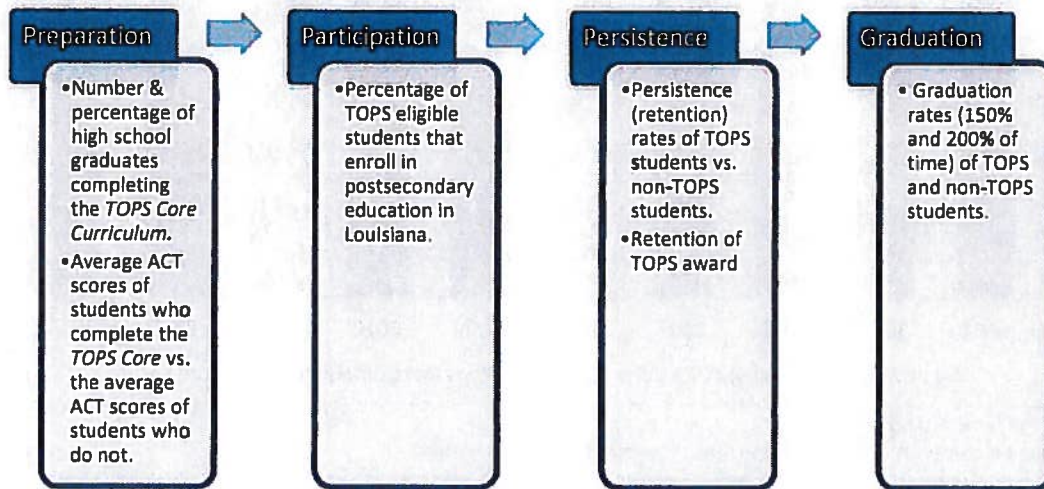 Preparation
•Number &
percentage of
high school
graduates
completing
the TOPS Core
Curriculum.
•Average ACT
scores of
students who
complete the
TOPS Core vs.
the average
ACT scores of
students who
do not.
Participation
•Percentage of
TOPS eligible
students that
enroll in
postsecondary
education in
Louisiana.
Persistence
•Persistence
(retention)
rates of TOPS
students vs.
non-TOPS
students.
•Retention of
TOPS award
Graduation
• Graduation
rates (150%
and 200% of
time) of TOPS
and non-TOPS
students.